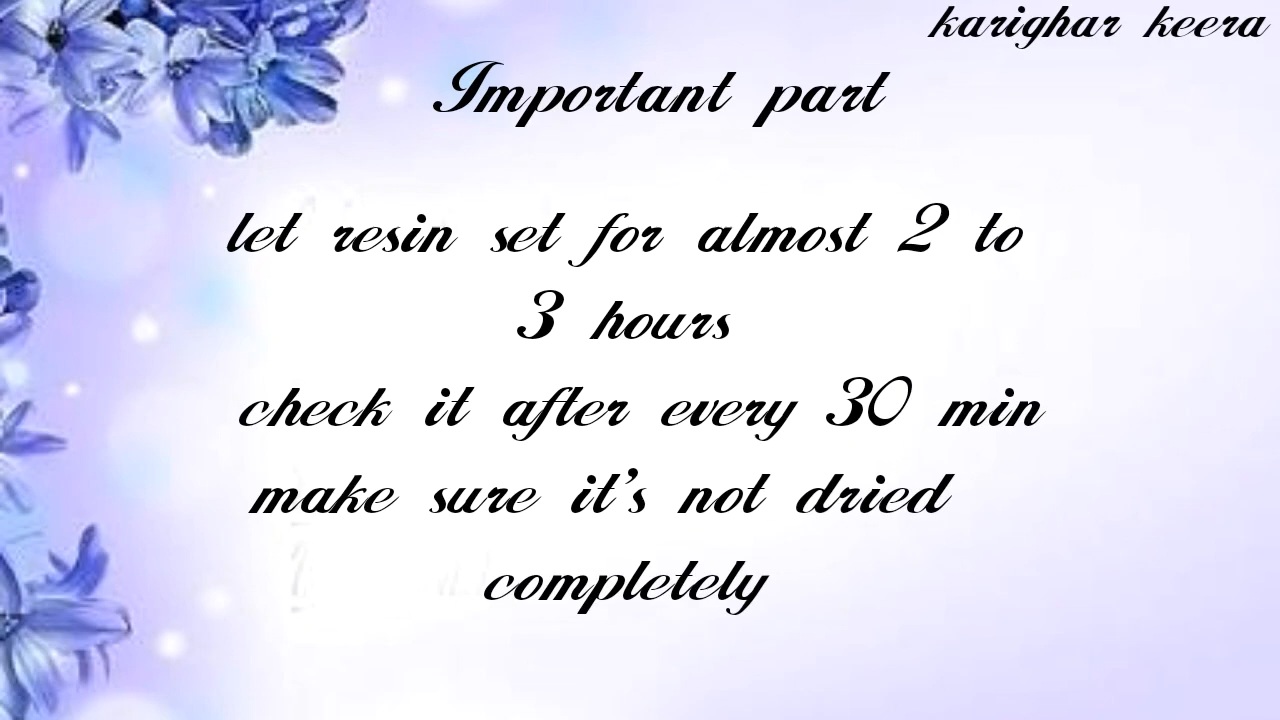 karighar keera
Important part
let resin set for almost 2 to
3 hours
check it after every 30 min
make sure it's not dried
completely